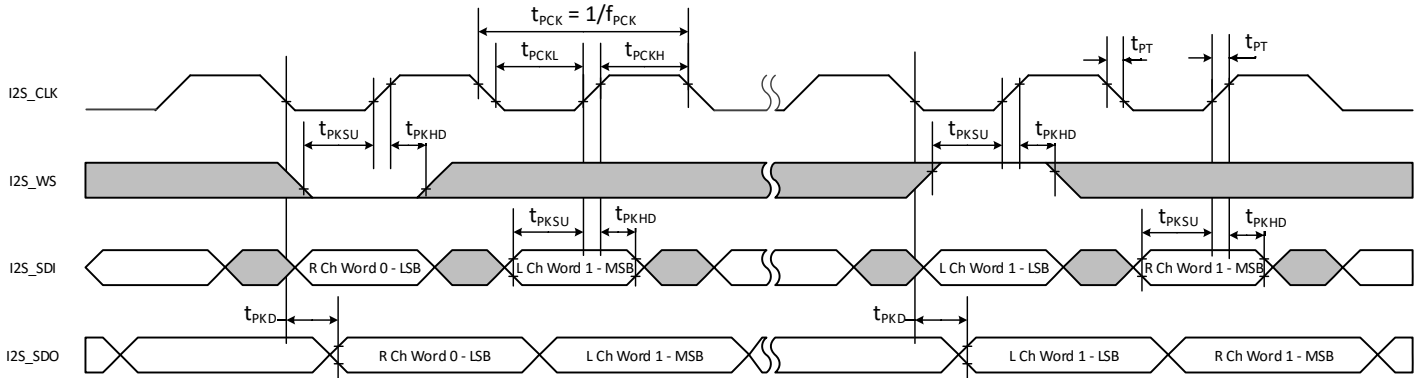 tPCK = 1/fPCK
tPCKL tPCKH tPT tPT
I2S_CLK
tPKSU tPKHD tPKSU tPKHD
I2S_WS
tPKSU tPKHD tPKSU tPKHD
I2S_SDI R Ch Word 0 - LSB L Ch Word 1 - MSB L Ch Word 1 - LSB R Ch Word 1 - MSB
tPKD tPKD
I2S_SDO R Ch Word 0 - LSB L Ch Word 1 - MSB L Ch Word 1 - LSB R Ch Word 1 - MSB